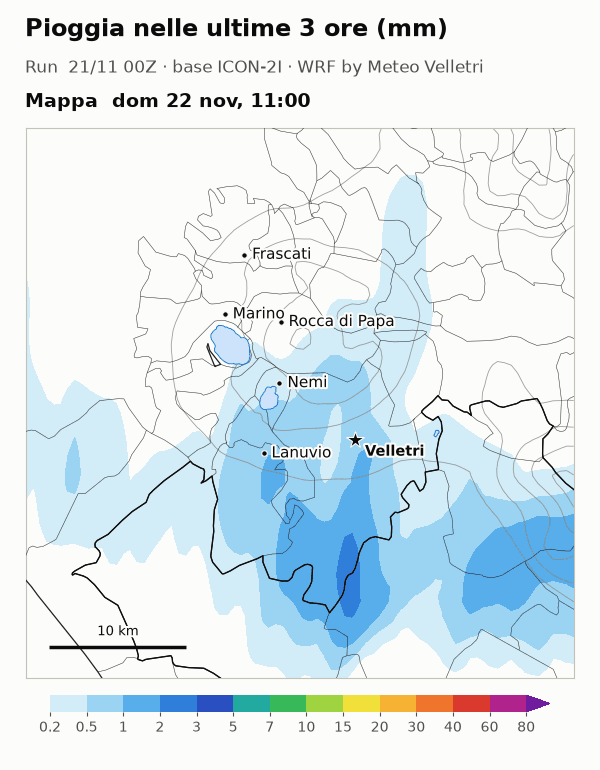 Pioggia nelle ultime 3 ore (mm)
Run  21/11 00Z · base ICON-2I · WRF by Meteo Velletri
Mappa  dom 22 nov, 11:00
Frascati
Marino
Rocca di Papa
Nemi
Velletri
Lanuvio
10 km
0.2 0.5 1 2 3 5 7 10 15 20 30 40 60 80